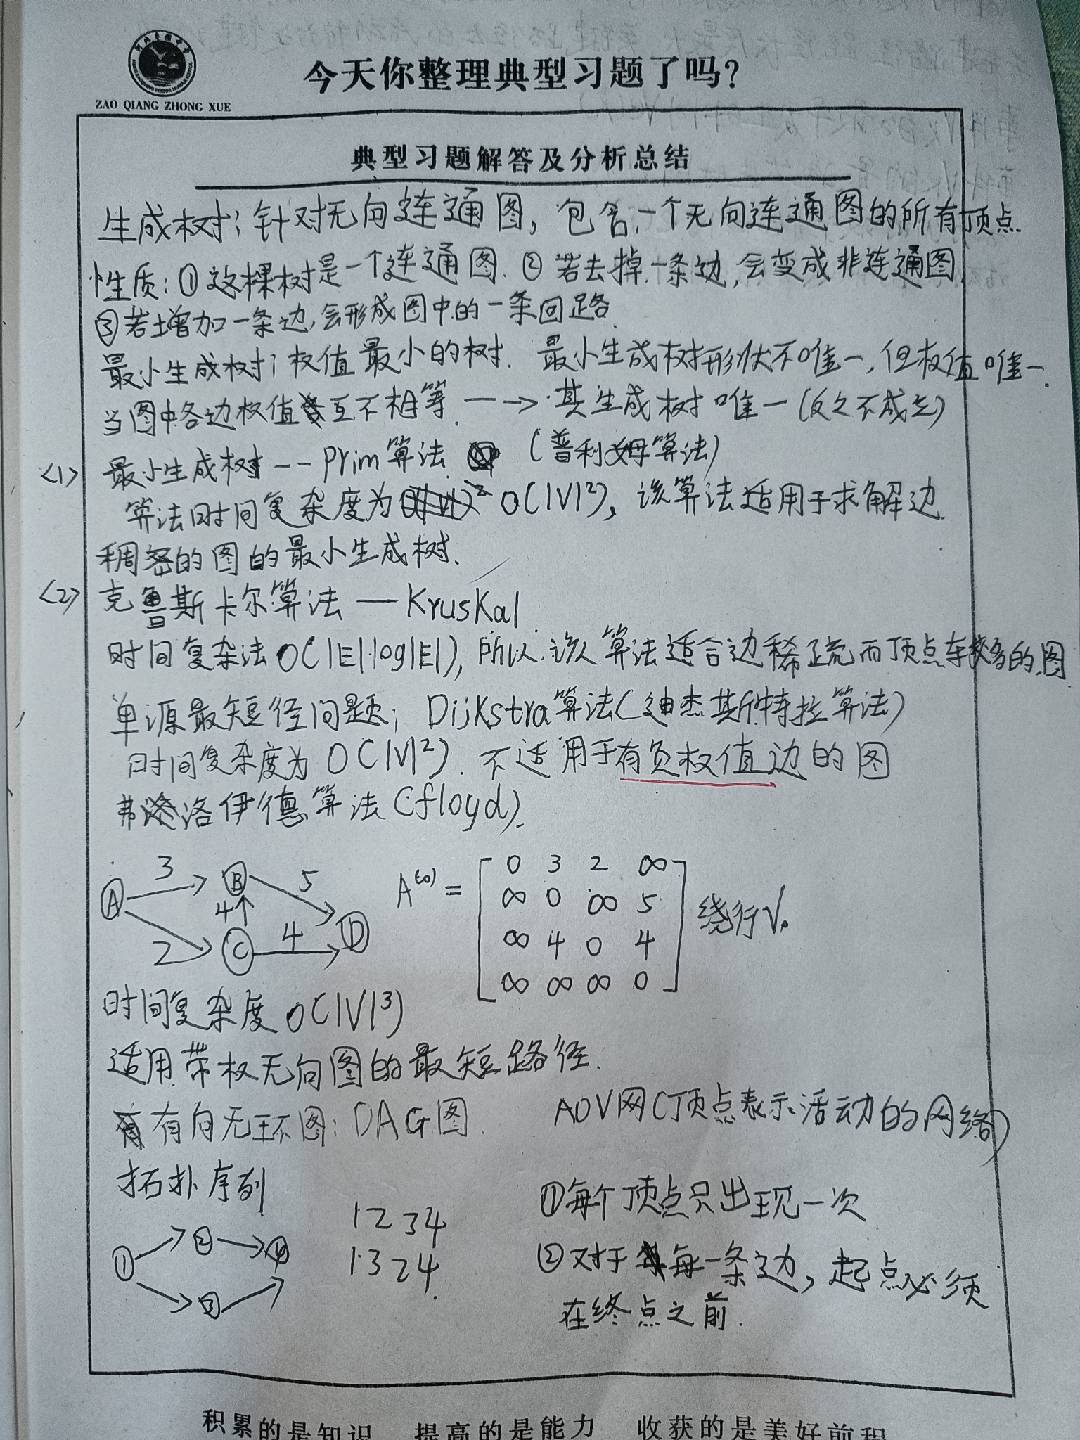 今天你整理典型习题了吗?
ZAO QIANG ZHONG XUE
典型习题解答及分析总结
生成树:针对无向连通图,包含一个无向连通图的所有顶点.
性质:①这棵树是一个连通图.②若去掉一条边,会变成非连通图.
③若增加一条边,会形成图中的一条回路
最小生成树:权值最小的树. 最小生成树形状不唯一,但权值唯一.
当图中各边权值互不相等 —→ 其生成树唯一(反之不成立)
<1> 最小生成树 -- Prim算法 (普利姆算法)
算法时间复杂度为 O(|V|²), 该算法适用于求解边
稠密的图的最小生成树.
<2> 克鲁斯卡尔算法 — Kruskal
时间复杂法O(|E|log|E|), 所以.该算法适合边稀疏而顶点较多的图
单源最短径问题; Dijkstra算法(迪杰斯特拉算法)
时间复杂度为 O(|V|²). 不适用于有负权值边的图
弗洛伊德算法(floyd).
A 3 B 5 D
C 2 4 4
A⁽⁰⁾ =
0 3 2 ∞
∞ 0 ∞ 5
∞ 4 0 4
∞ ∞ ∞ 0
绕行V₀
时间复杂度 O(|V|³)
适用带权无向图的最短路径.
有向无环图: DAG图. AOV网(顶点表示活动的网络)
拓扑序列
① ② ③ ④
1234
1324
①每个顶点只出现一次
②对于每一条边, 起点必须
在终点之前.
积累的是知识 提高的是能力 收获的是美好前程